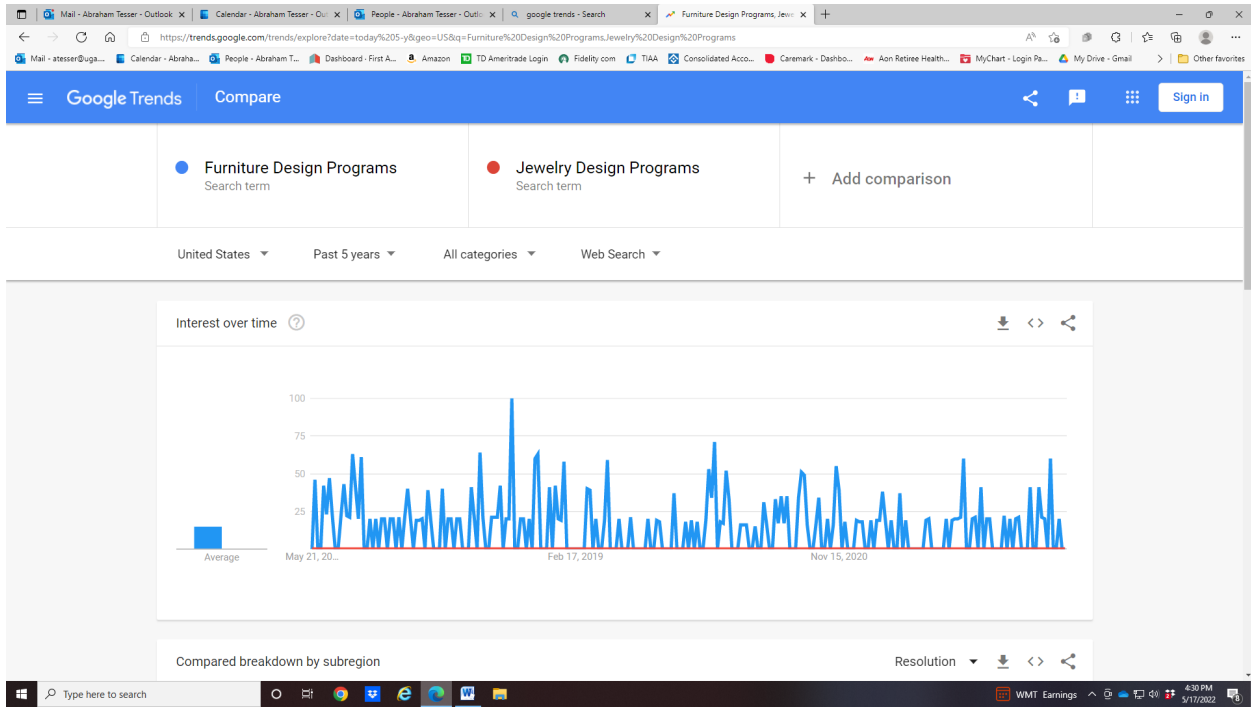 Mail - Abraham Tesser - Outlook
Calendar - Abraham Tesser - Out
People - Abraham Tesser - Outlo
google trends - Search
Furniture Design Programs, Jewe
https://trends.google.com/trends/explore?date=today%205-y&geo=US&q=Furniture%20Design%20Programs,Jewelry%20Design%20Programs
Mail - atesser@uga....
Calendar - Abraha...
People - Abraham T...
Dashboard - First A...
Amazon
TD Ameritrade Login
Fidelity com
TIAA
Consolidated Acco...
Caremark - Dashbo...
Aon Retiree Health...
MyChart - Login Pa...
My Drive - Gmail
Other favorites
Google Trends
Compare
Sign in
Furniture Design Programs
Search term
Jewelry Design Programs
Search term
+ Add comparison
United States
Past 5 years
All categories
Web Search
Interest over time
100
75
50
25
Average
May 21, 20...
Feb 17, 2019
Nov 15, 2020
Compared breakdown by subregion
Resolution
Type here to search
WMT Earnings
4:30 PM
5/17/2022